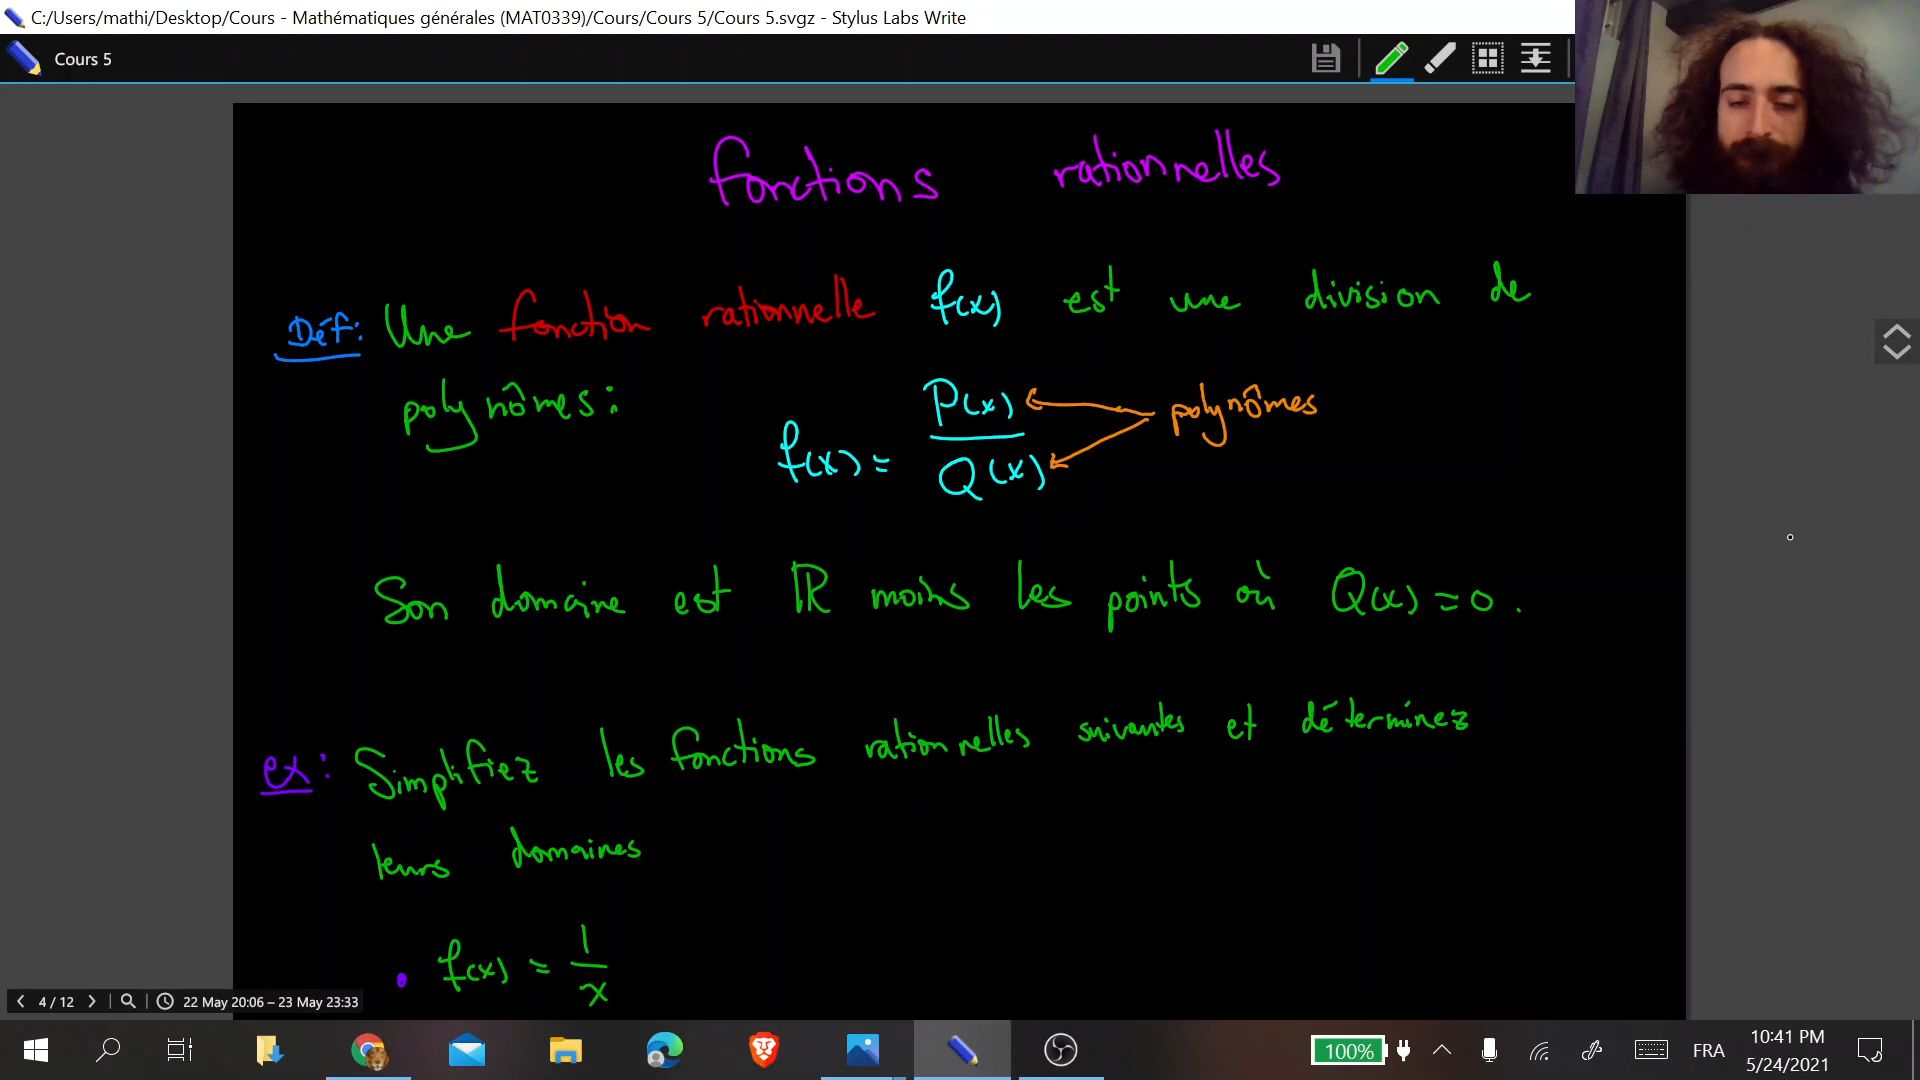 C:/Users/mathi/Desktop/Cours - Mathématiques générales (MAT0339)/Cours/Cours 5/Cours 5.svgz - Stylus Labs Write
Cours 5
fonctions rationnelles
Déf: Une fonction rationnelle f(x) est une division de
polynômes:
f(x) = P(x)/Q(x) polynômes
Son domaine est ℝ moins les points où Q(x) = 0.
ex: Simplifiez les fonctions rationnelles suivantes et déterminez
leurs domaines
• f(x) = 1/x
4 / 12
22 May 20:06 – 23 May 23:33
100%
FRA
10:41 PM
5/24/2021